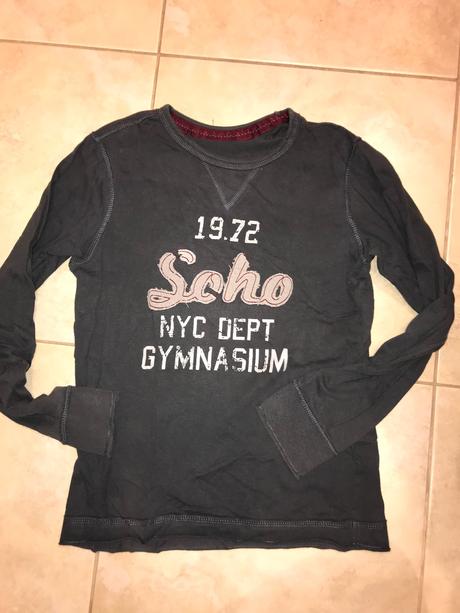 19.72
Soho
NYC DEPT
GYMNASIUM